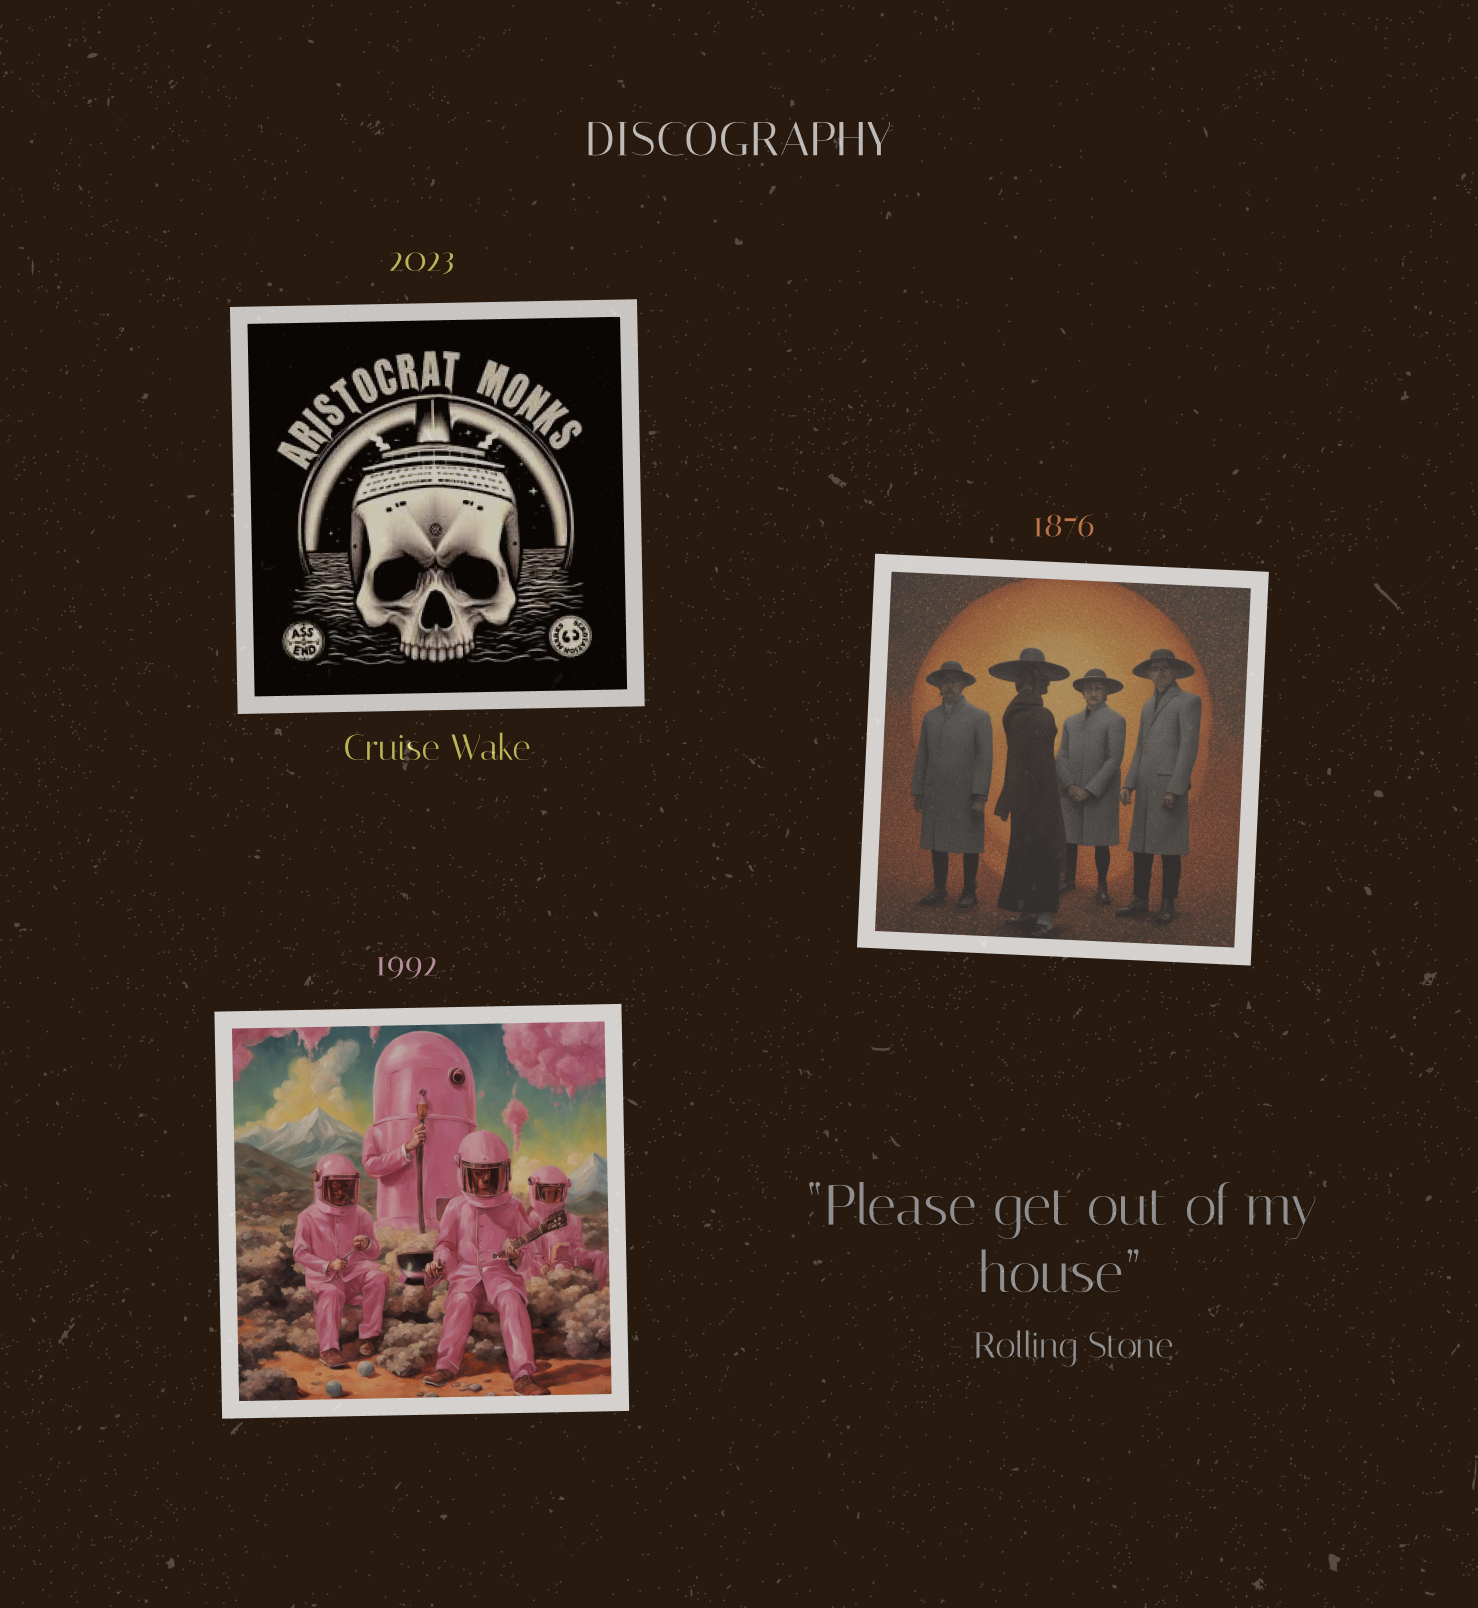 DISCOGRAPHY
2023
ARISTOCRAT MONKS
ASS
END
Cruise Wake
1876
1992
"Please get out of my
house"
Rolling Stone